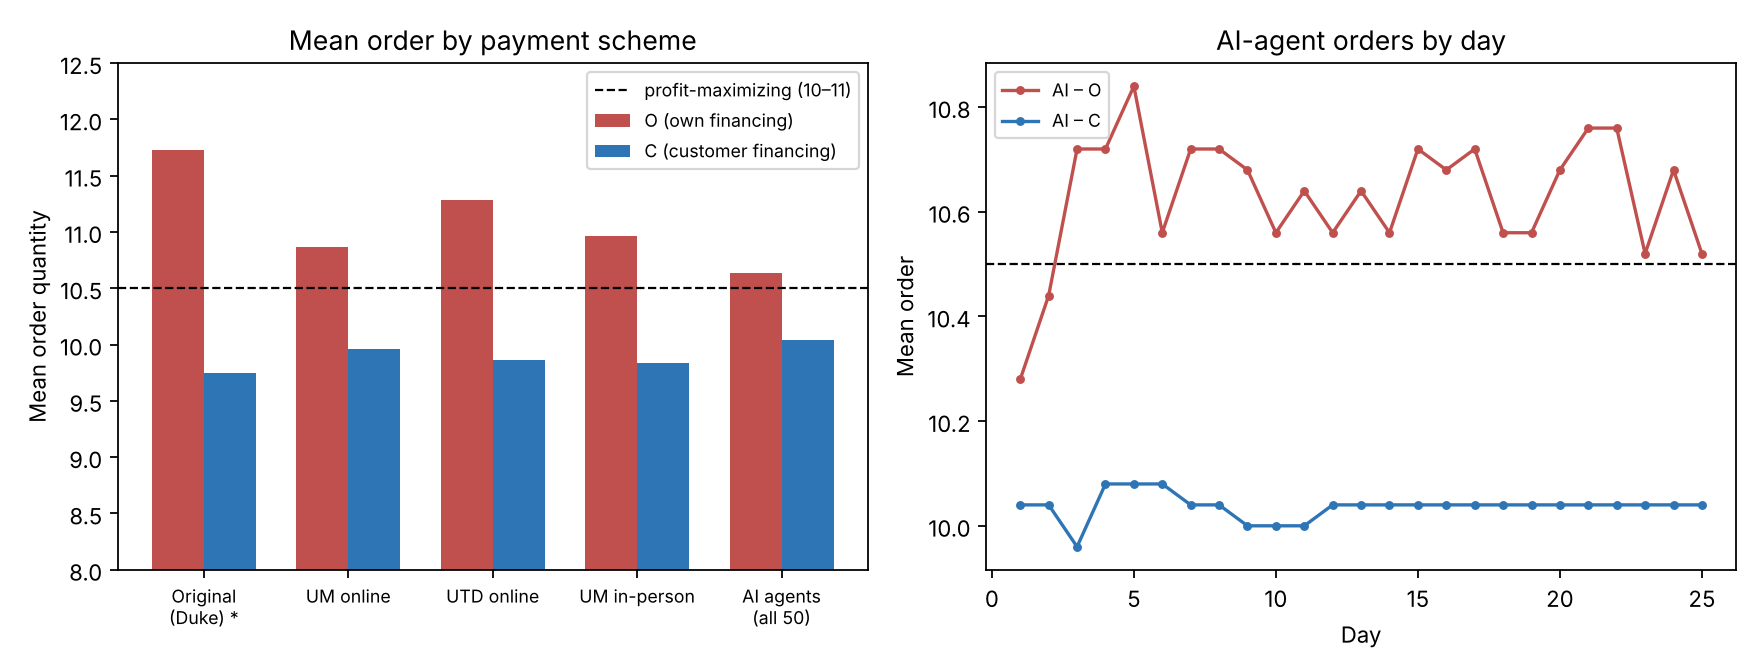 Mean order by payment scheme
Mean order quantity
12.5
12.0
11.5
11.0
10.5
10.0
9.5
9.0
8.5
8.0
profit-maximizing (10–11)
O (own financing)
C (customer financing)
Original
(Duke) *
UM online
UTD online
UM in-person
AI agents
(all 50)
AI-agent orders by day
Mean order
10.8
10.6
10.4
10.2
10.0
AI – O
AI – C
0
5
10
15
20
25
Day